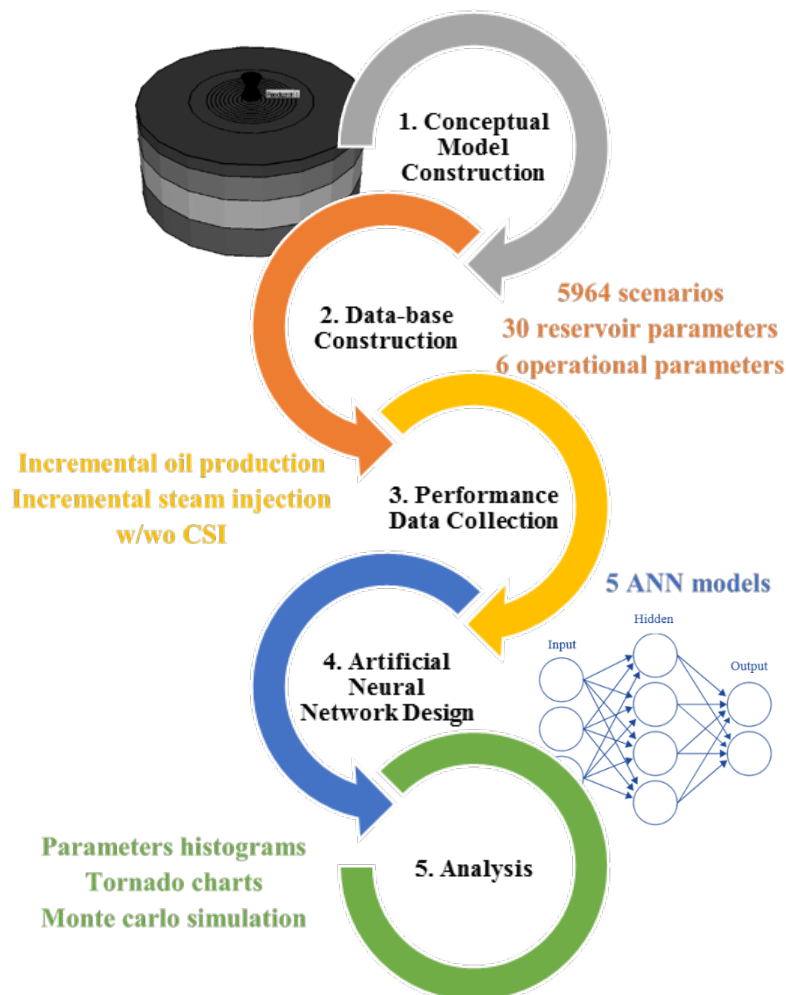 1. Conceptual
Model
Construction
2. Data-base
Construction
5964 scenarios
30 reservoir parameters
6 operational parameters
Incremental oil production
Incremental steam injection
w/wo CSI
3. Performance
Data Collection
5 ANN models
Hidden
Input
Output
4. Artificial
Neural
Network Design
Parameters histograms
Tornado charts
Monte carlo simulation
5. Analysis